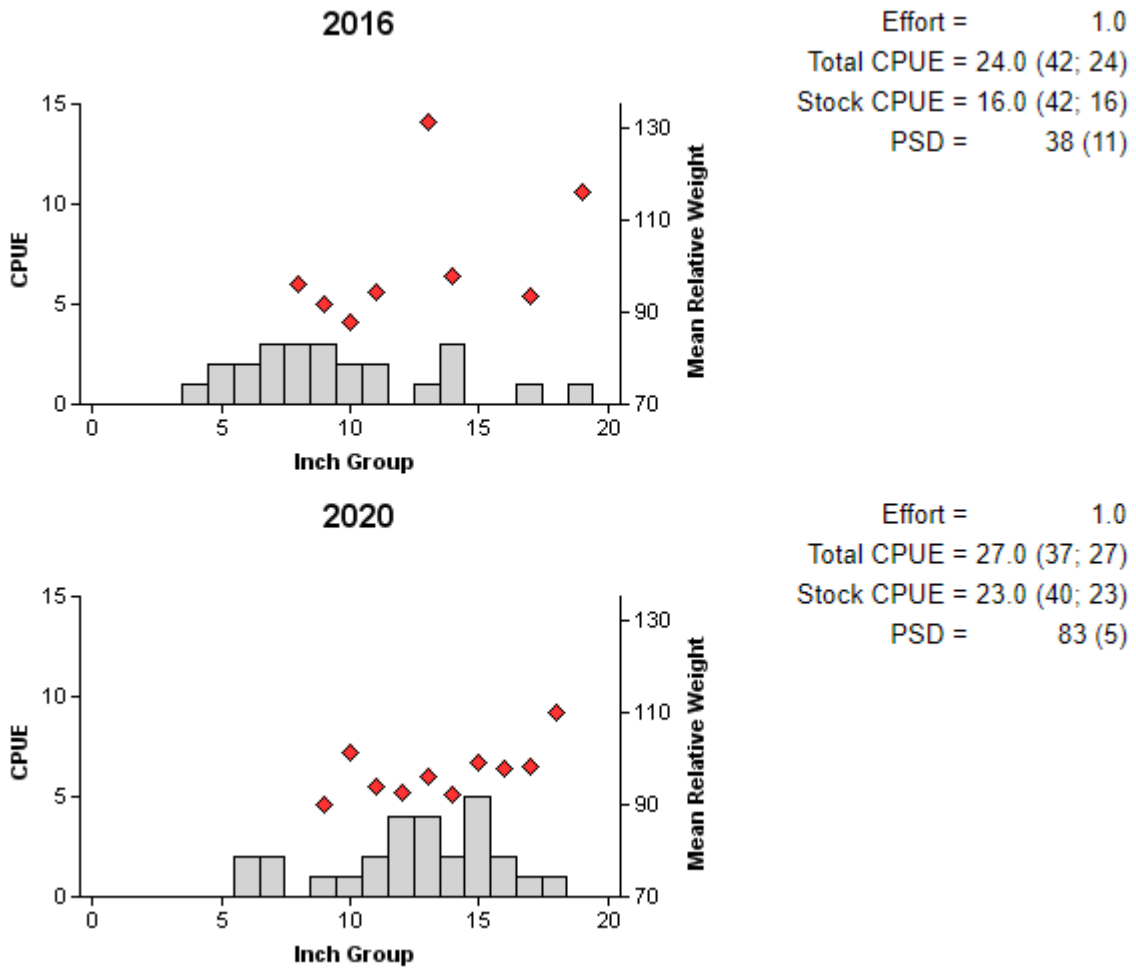 2016
Effort = 1.0
Total CPUE = 24.0 (42; 24)
Stock CPUE = 16.0 (42; 16)
PSD = 38 (11)
15
10
5
0
CPUE
130
110
90
70
Mean Relative Weight
0 5 10 15 20
Inch Group
2020
Effort = 1.0
Total CPUE = 27.0 (37; 27)
Stock CPUE = 23.0 (40; 23)
PSD = 83 (5)
15
10
5
0
CPUE
130
110
90
70
Mean Relative Weight
0 5 10 15 20
Inch Group